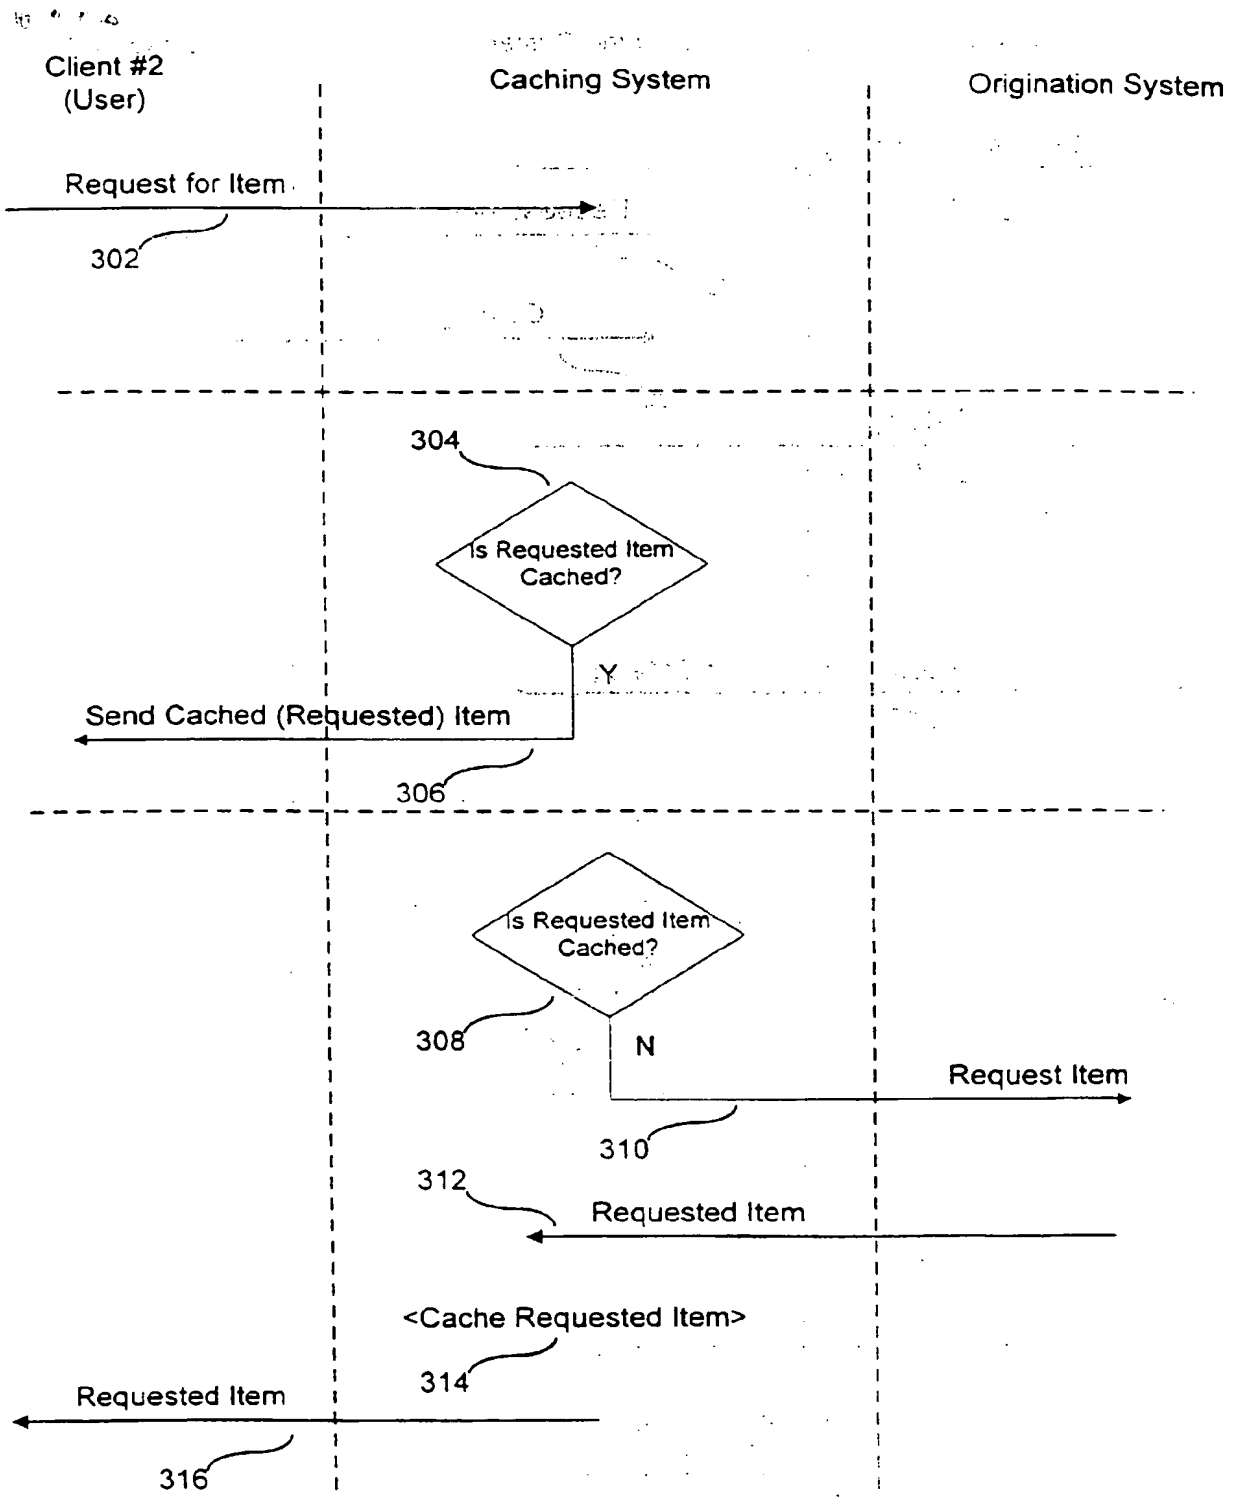 Client #2
(User)
Caching System
Origination System
Request for Item
302
304
Is Requested Item
Cached?
Y
Send Cached (Requested) Item
306
Is Requested Item
Cached?
308
N
Request Item
310
312
Requested Item
<Cache Requested Item>
314
Requested Item
316